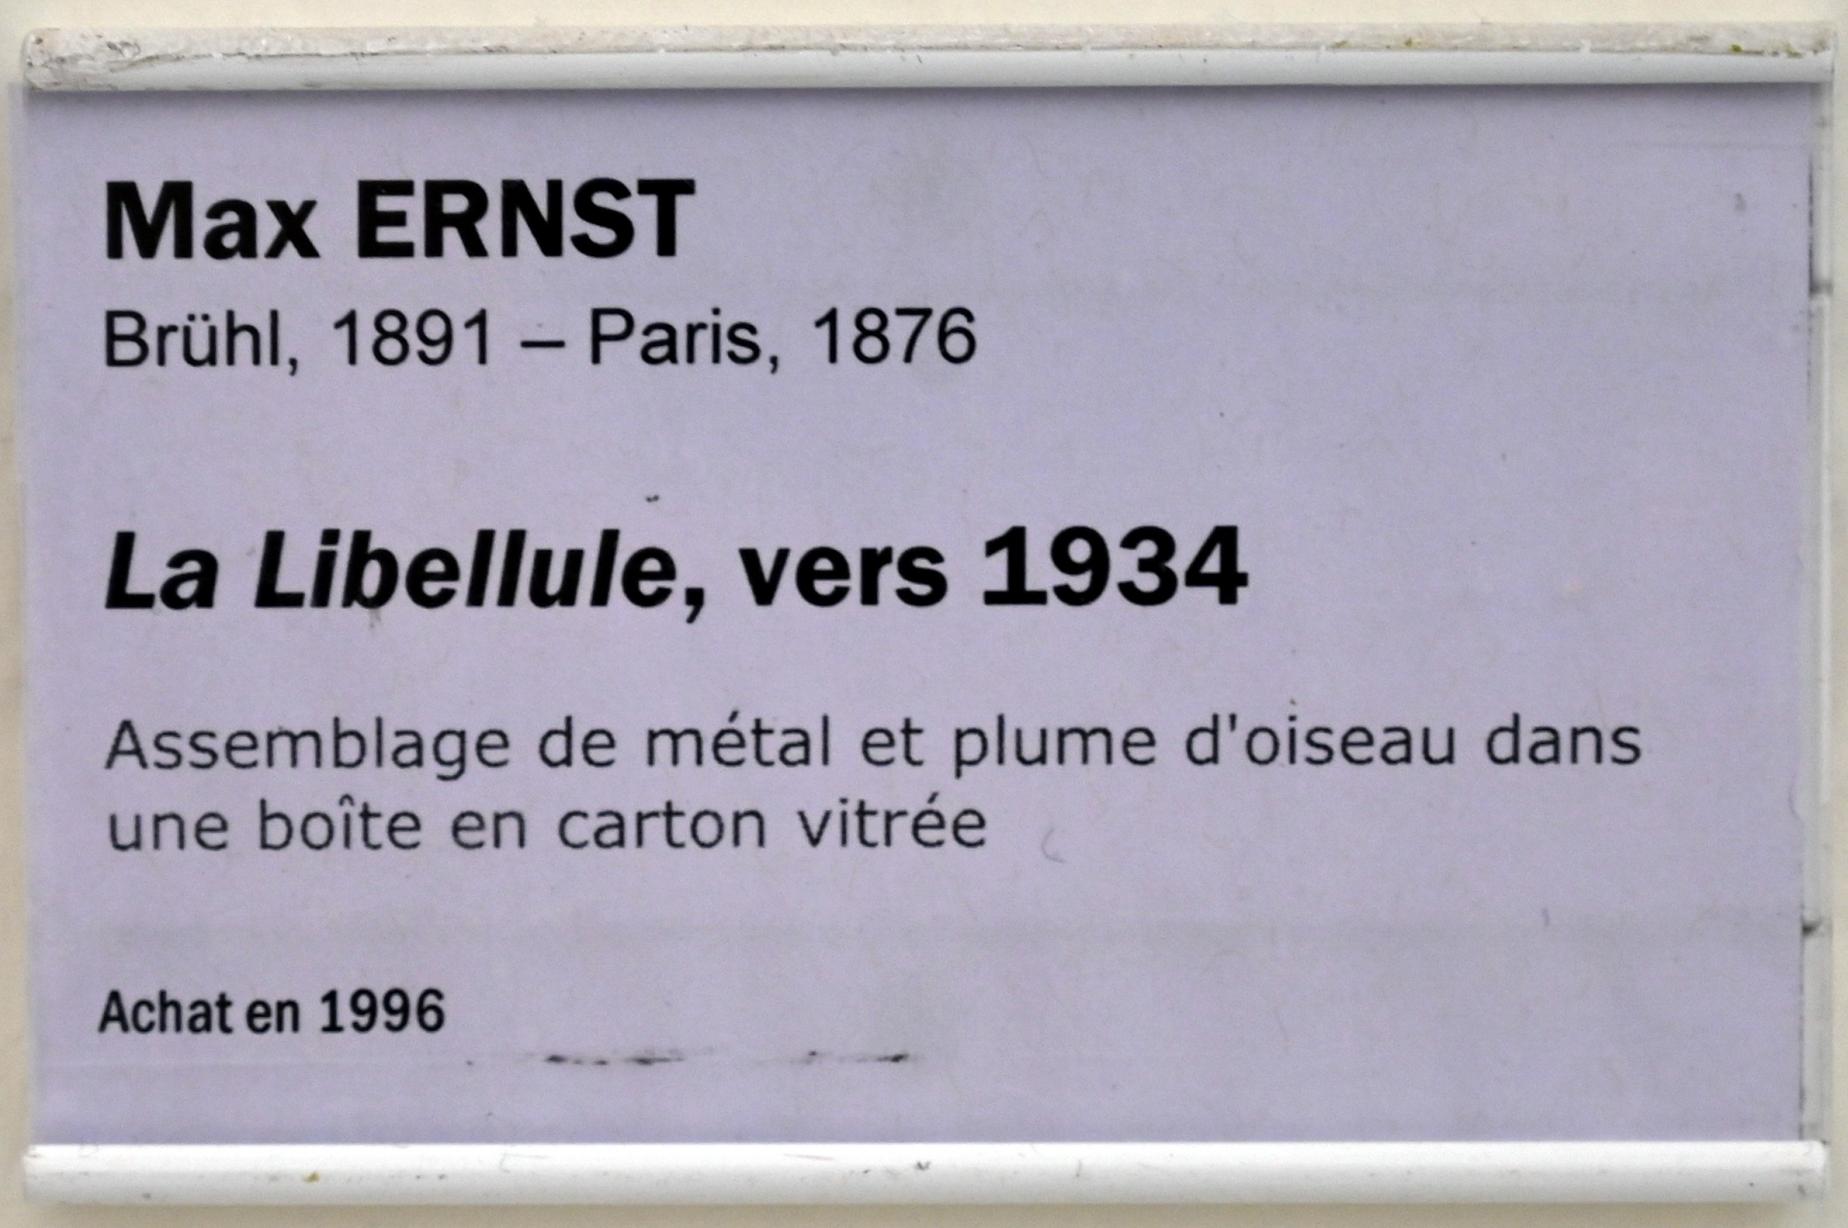 Max ERNST
Brühl, 1891 – Paris, 1876
La Libellule, vers 1934
Assemblage de métal et plume d'oiseau dans
une boîte en carton vitrée
Achat en 1996